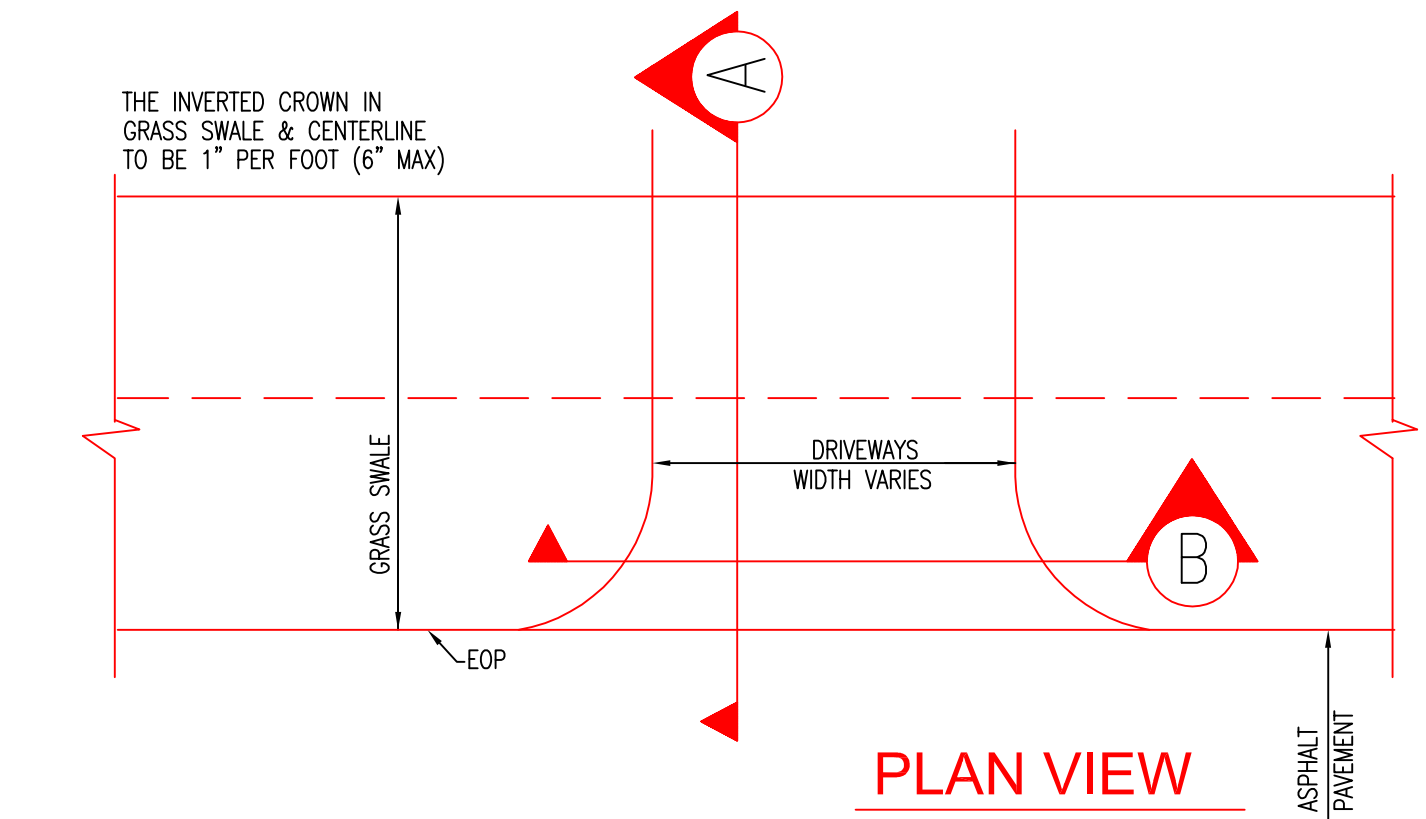 A
THE INVERTED CROWN IN
GRASS SWALE & CENTERLINE
TO BE 1” PER FOOT (6” MAX)
GRASS SWALE
DRIVEWAYS
WIDTH VARIES
B
EOP
PLAN VIEW
ASPHALT
PAVEMENT